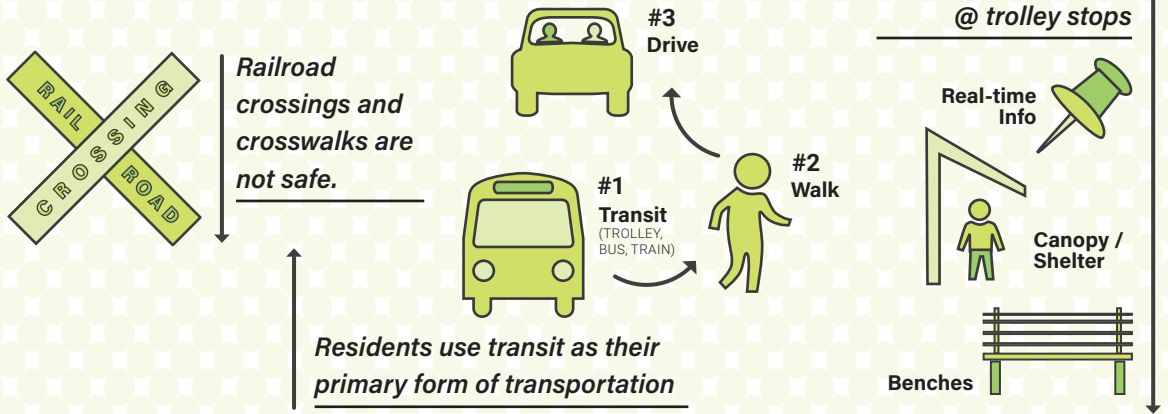 RAIL ROAD
CROSSING
Railroad
crossings and
crosswalks are
not safe.
#3
Drive
#2
Walk
#1
Transit
(TROLLEY,
BUS, TRAIN)
Residents use transit as their
primary form of transportation
@ trolley stops
Real-time
Info
Canopy /
Shelter
Benches